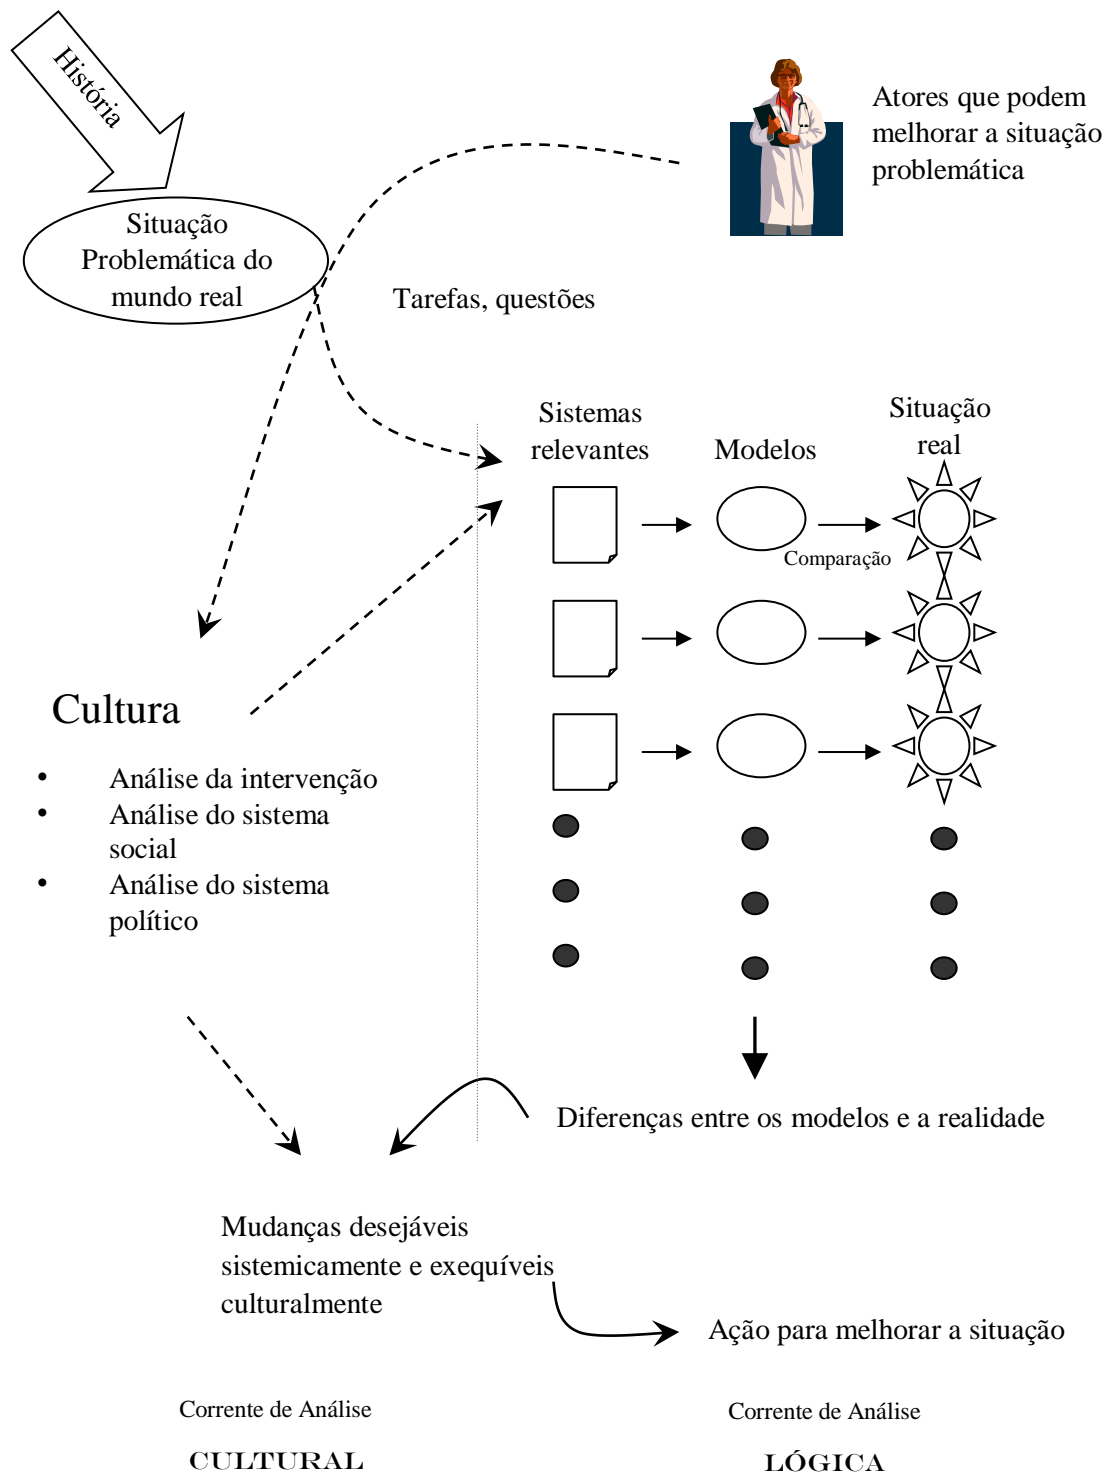 História
Atores que podem
melhorar a situação
problemática
Situação
Problemática do
mundo real
Tarefas, questões
Sistemas
relevantes
Modelos
Situação
real
Comparação
Cultura
• Análise da intervenção
• Análise do sistema
social
• Análise do sistema
político
Diferenças entre os modelos e a realidade
Mudanças desejáveis
sistemicamente e exequíveis
culturalmente
Ação para melhorar a situação
Corrente de Análise
CULTURAL
Corrente de Análise
LÓGICA